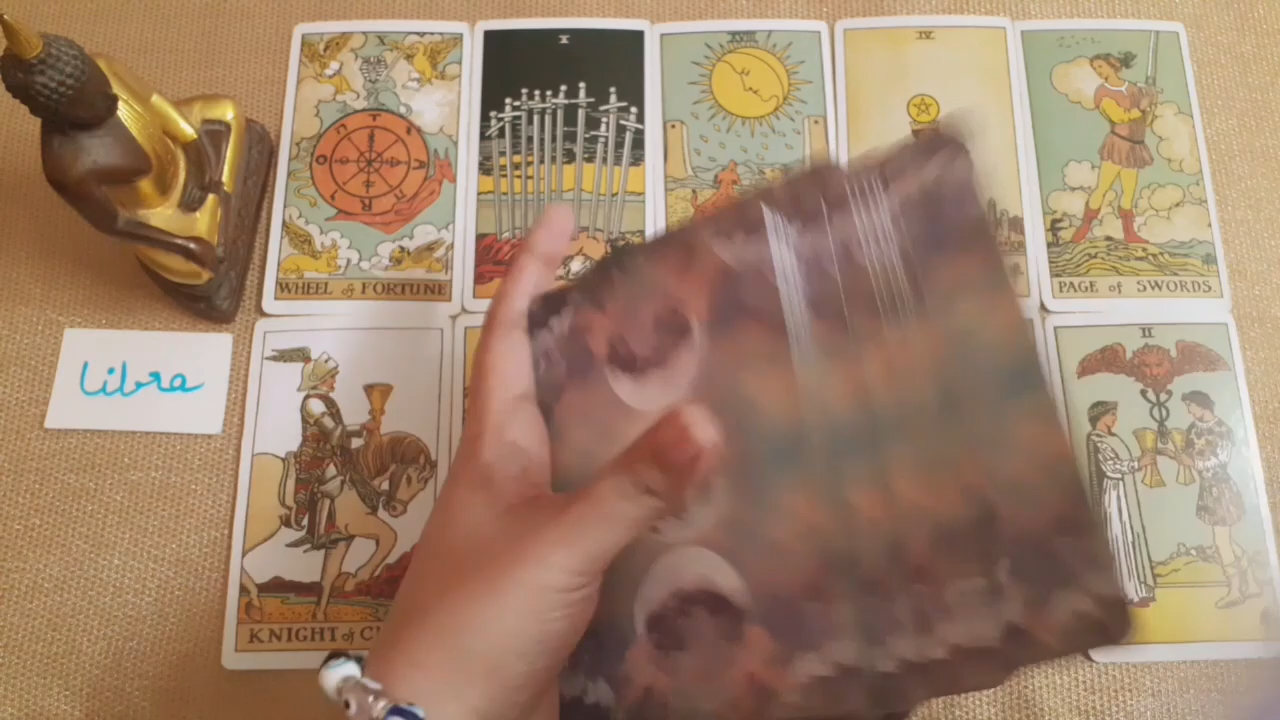 X
X
XVIII
IV
WHEEL of FORTUNE
PAGE of SWORDS.
Libra
II
KNIGHT of